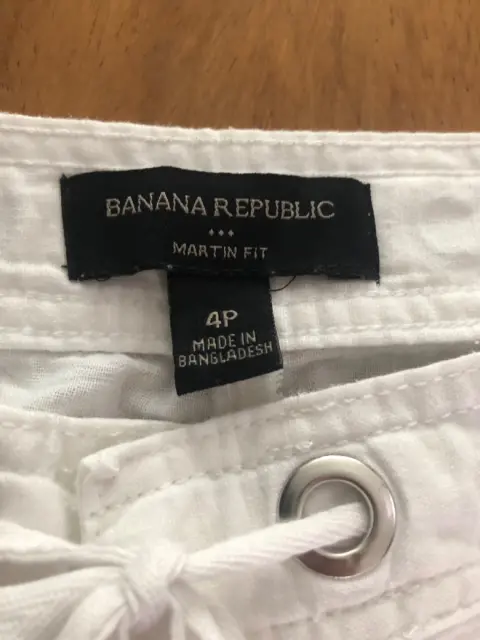 BANANA REPUBLIC
MARTIN FIT
4P
MADE IN
BANGLADESH